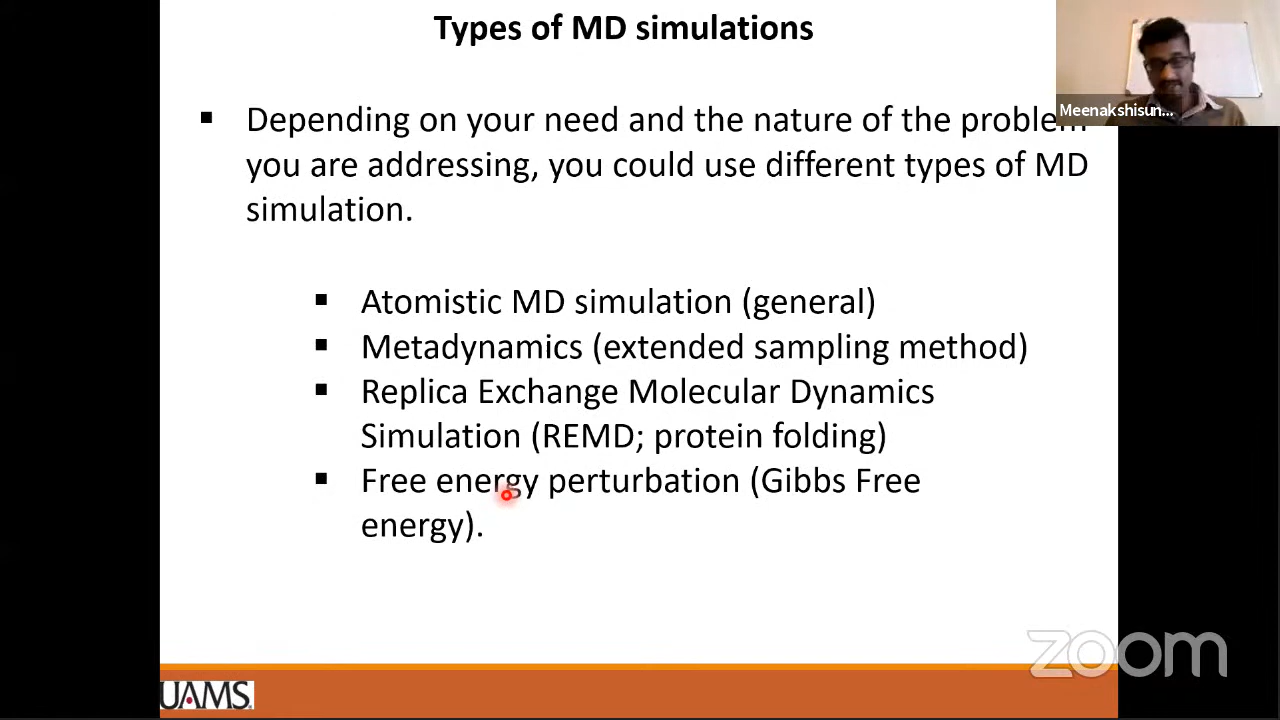 Types of MD simulations
Meenakshisun...
▪ Depending on your need and the nature of the problem
you are addressing, you could use different types of MD
simulation.
▪ Atomistic MD simulation (general)
▪ Metadynamics (extended sampling method)
▪ Replica Exchange Molecular Dynamics
Simulation (REMD; protein folding)
▪ Free energy perturbation (Gibbs Free
energy).
zoom
UAMS